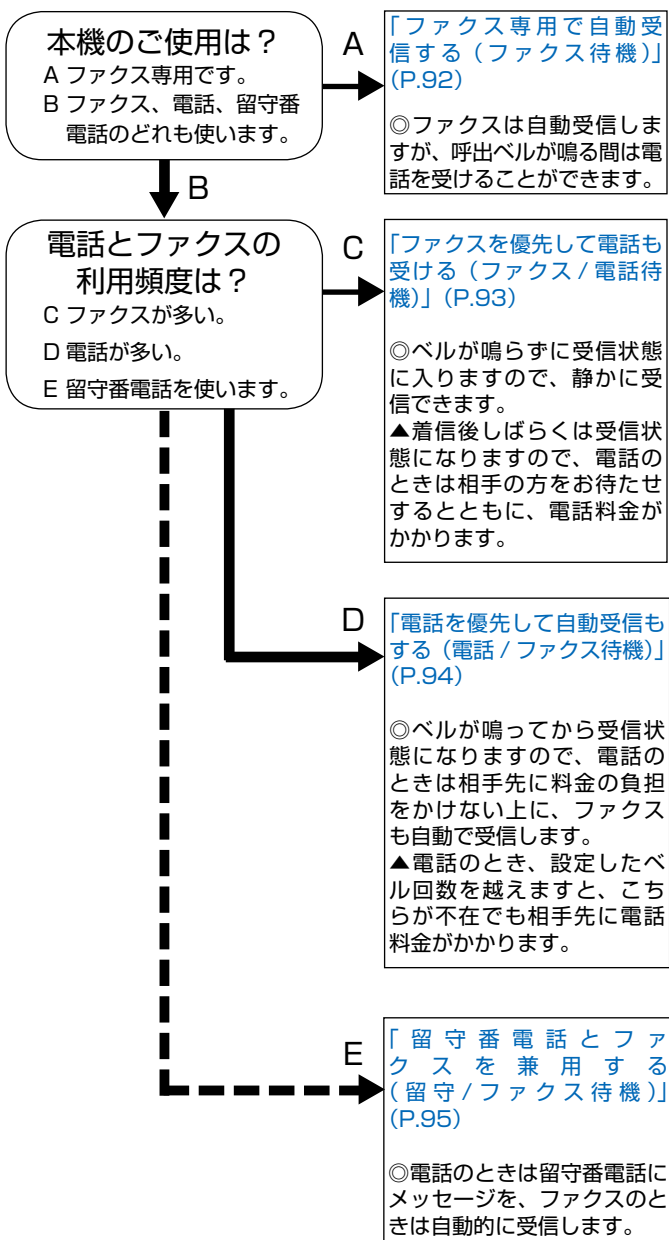 本機のご使用は？
A ファクス専用です。
B ファクス、電話、留守番
電話のどれも使います。
A
「ファクス専用で自動受
信する（ファクス待機）」
（P.92）
◎ファクスは自動受信しま
すが、呼出ベルが鳴る間は電
話を受けることができます。
B
電話とファクスの
利用頻度は？
C ファクスが多い。
D 電話が多い。
E 留守番電話を使います。
C
「ファクスを優先して電話も
受ける（ファクス / 電話待
機）」（P.93）
◎ベルが鳴らずに受信状態
に入りますので、静かに受
信できます。
▲着信後しばらくは受信状
態になりますので、電話の
ときは相手の方をお待たせ
するとともに、電話料金が
かかります。
D
「電話を優先して自動受信も
する（電話 / ファクス待機）」
（P.94）
◎ベルが鳴ってから受信状
態になりますので、電話の
ときは相手先に料金の負担
をかけない上に、ファクス
も自動で受信します。
▲電話のとき、設定したベ
ル回数を越えますと、こち
らが不在でも相手先に電話
料金がかかります。
E
「留守番電話とファ
クスを兼用する
（留守/ファクス待機）」
（P.95）
◎電話のときは留守番電話に
メッセージを、ファクスのと
きは自動的に受信します。